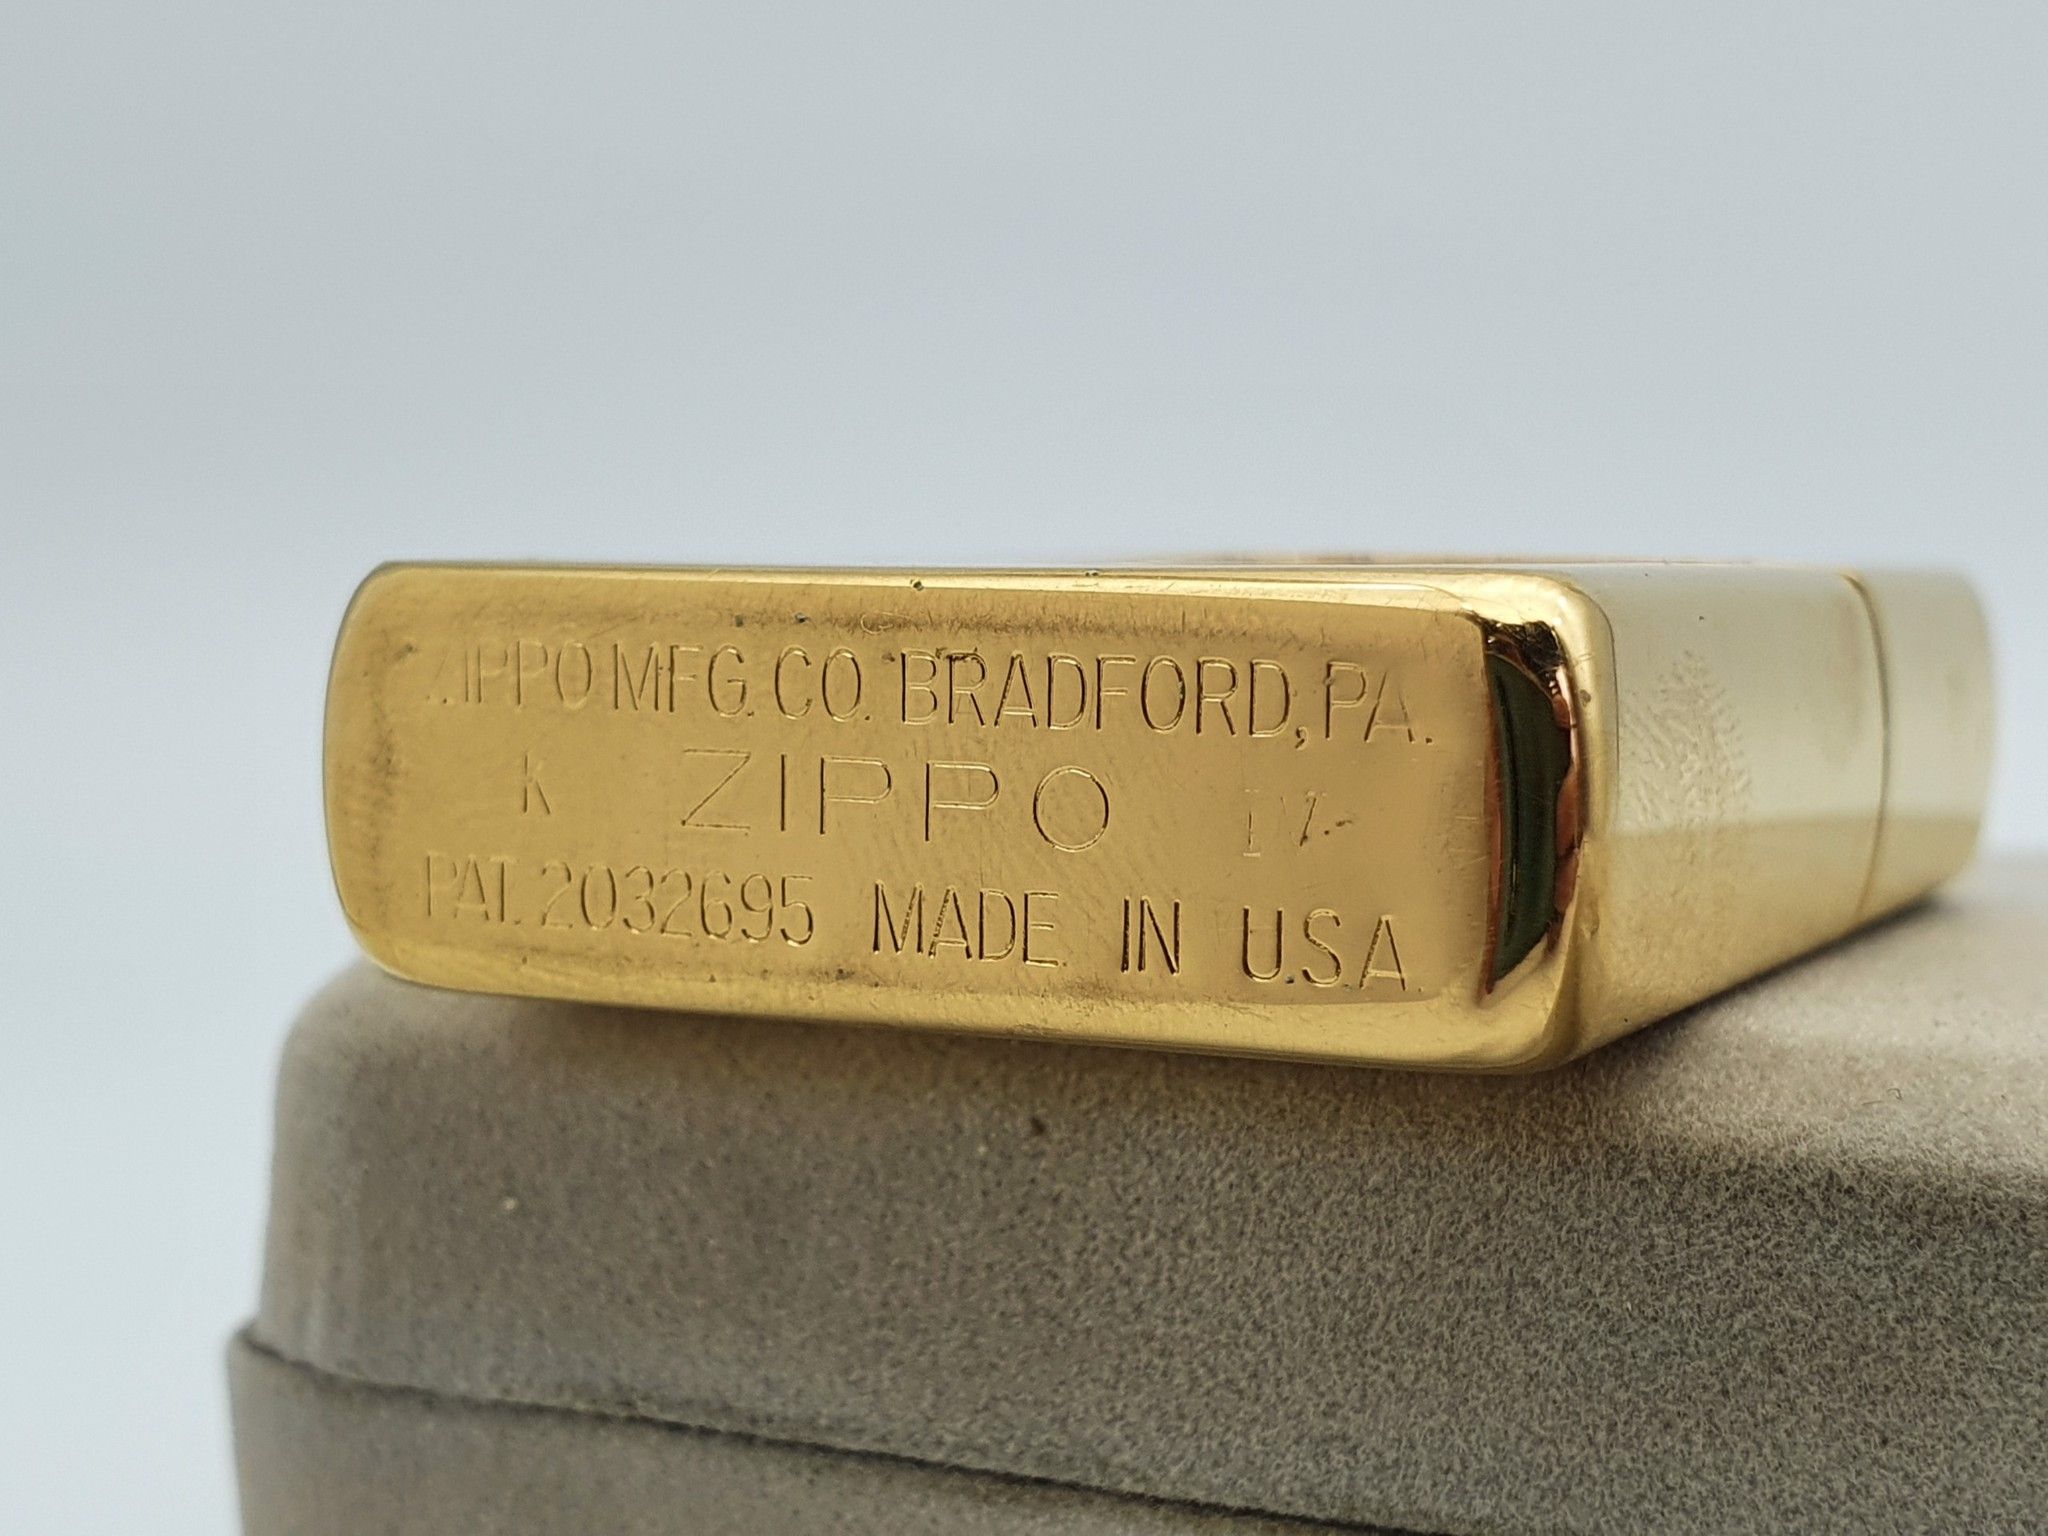 ZIPPO MFG. CO. BRADFORD, PA.
K ZIPPO
PAT. 2032695 MADE IN U.S.A.